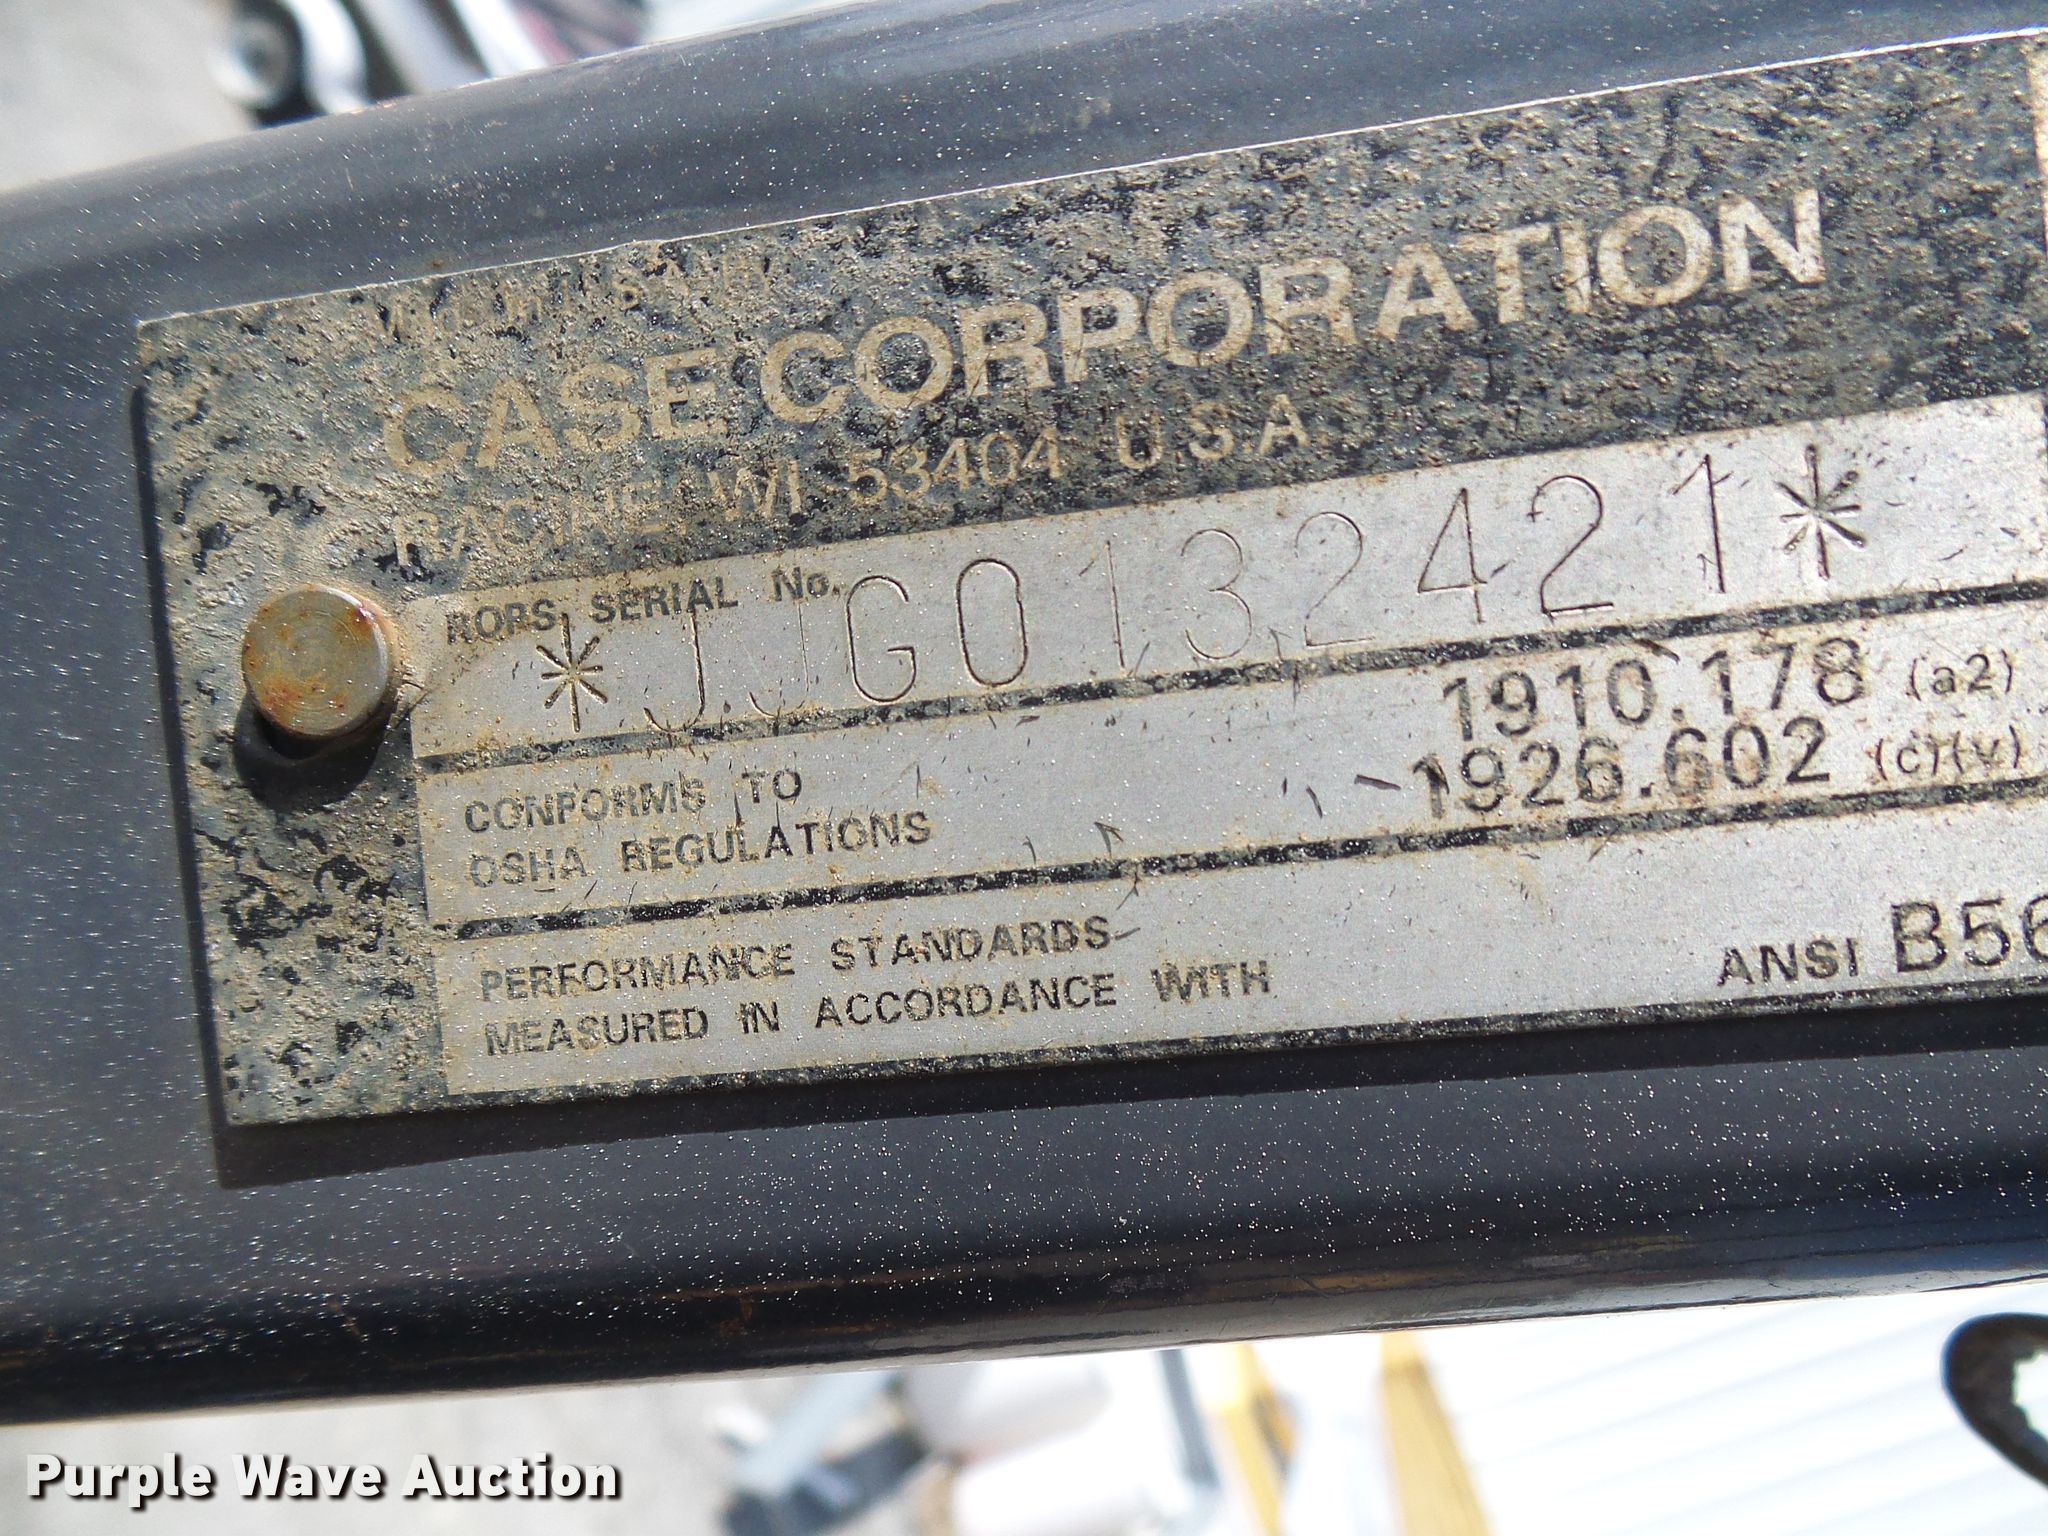 CASE CORPORATION
RACINE WI 53404 U.S.A.
ROPS SERIAL No.
*JJG0132421*
CONFORMS TO
OSHA REGULATIONS
1910.178 (a2)
1926.602 (c)(v)
PERFORMANCE STANDARDS
MEASURED IN ACCORDANCE WITH
ANSI B56
Purple Wave Auction